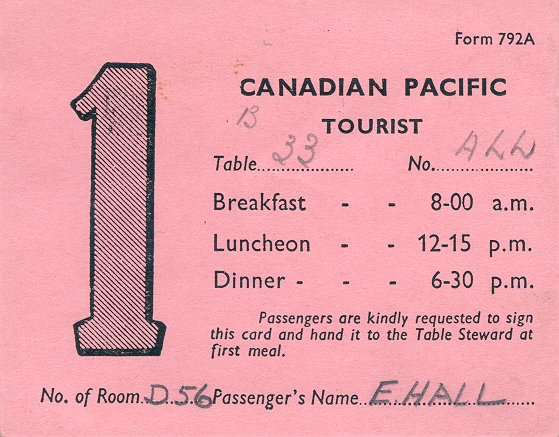 Form 792A
1
CANADIAN PACIFIC
TOURIST
B
Table 33 No. ALL
Breakfast - - 8-00 a.m.
Luncheon - - 12-15 p.m.
Dinner - - - 6-30 p.m.
Passengers are kindly requested to sign
this card and hand it to the Table Steward at
first meal.
No. of Room D56 Passenger's Name E HALL